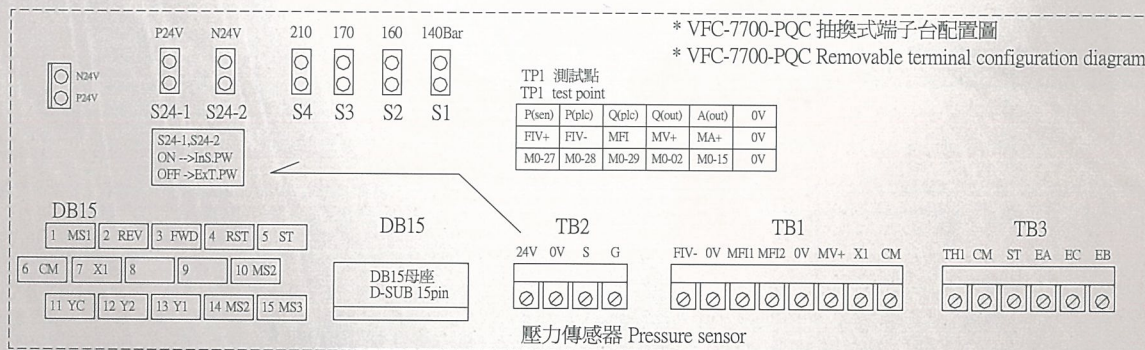 * VFC-7700-PQC 抽換式端子台配置圖
* VFC-7700-PQC Removable terminal configuration diagram
P24V N24V 210 170 160 140Bar
N24V
P24V
S24-1 S24-2 S4 S3 S2 S1
TP1 測試點
TP1 test point
P(sen) P(plc) Q(plc) Q(out) A(out) 0V
FIV+ FIV- MFI MV+ MA+ 0V
M0-27 M0-28 M0-29 M0-02 M0-15 0V
S24-1,S24-2
ON -->InS.PW
OFF ->ExT.PW
DB15
1 MS1 2 REV 3 FWD 4 RST 5 ST
6 CM 7 X1 8 9 10 MS2
11 YC 12 Y2 13 Y1 14 MS2 15 MS3
DB15
DB15母座
D-SUB 15pin
TB2
24V 0V S G
壓力傳感器 Pressure sensor
TB1
FIV- 0V MFI1 MFI2 0V MV+ X1 CM
TB3
TH1 CM ST EA EC EB